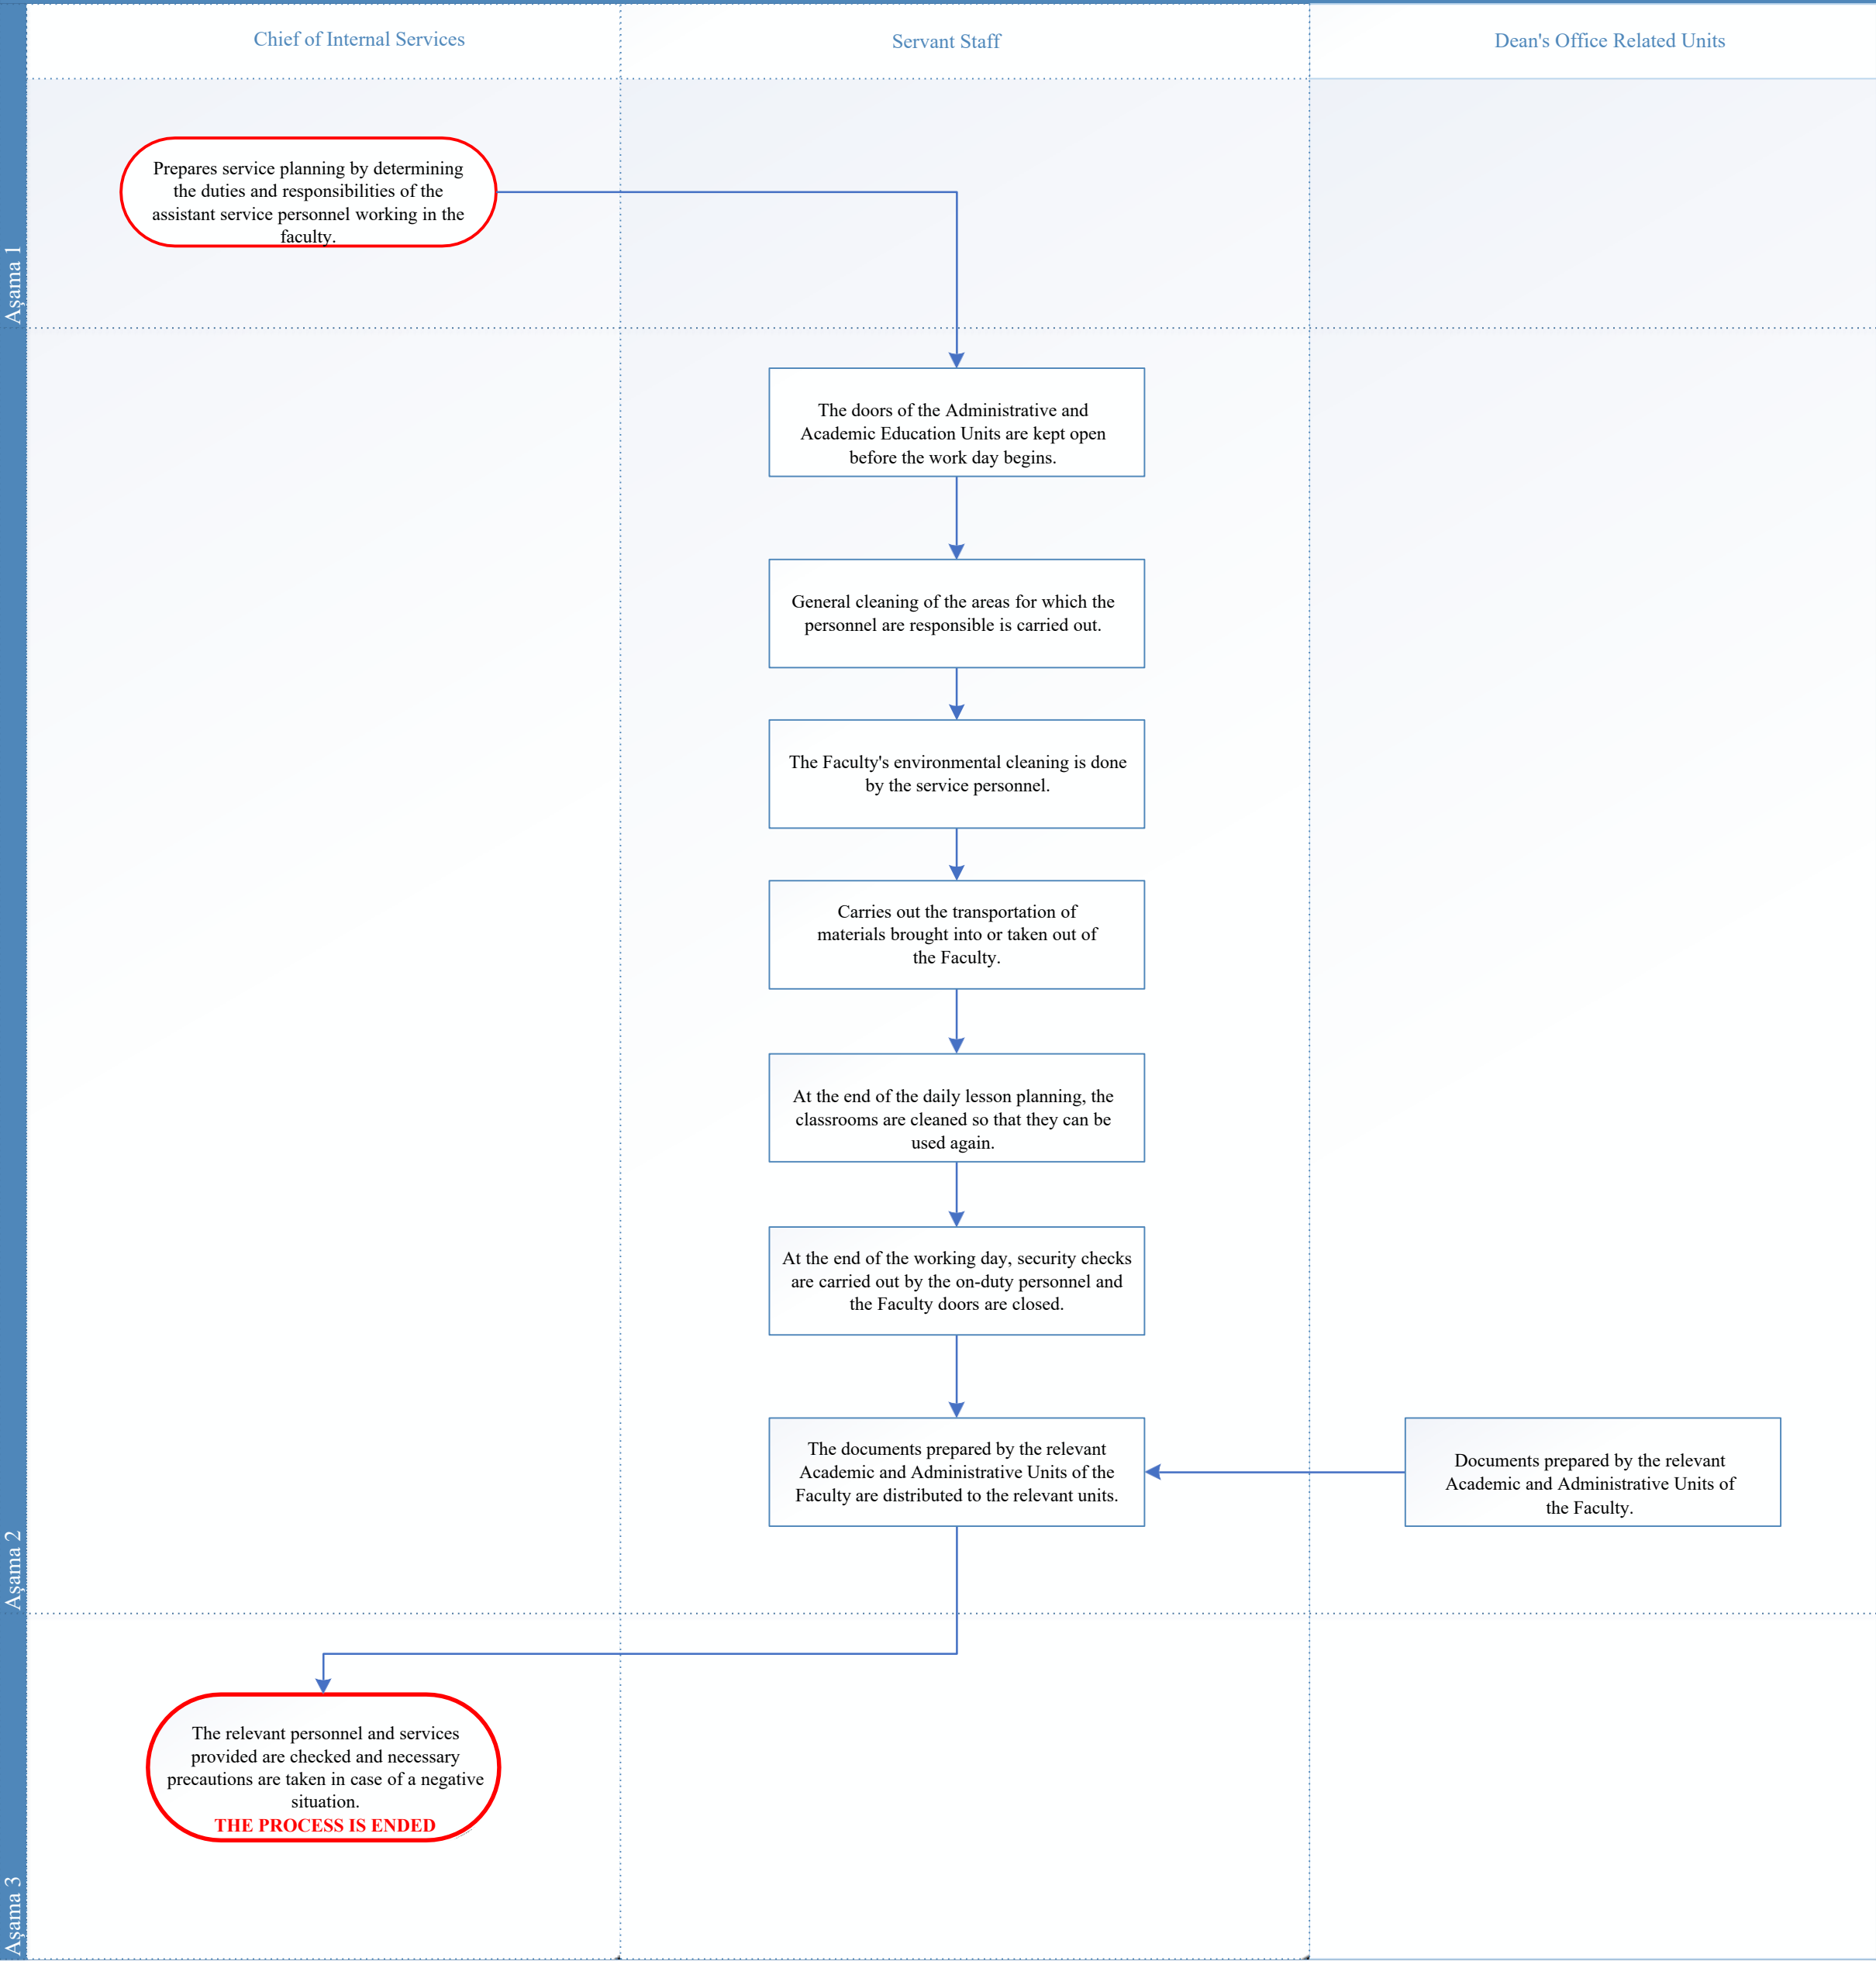 Chief of Internal Services
Servant Staff
Dean's Office Related Units
Aşama 1
Prepares service planning by determining
the duties and responsibilities of the
assistant service personnel working in the
faculty.
Aşama 2
The doors of the Administrative and
Academic Education Units are kept open
before the work day begins.
General cleaning of the areas for which the
personnel are responsible is carried out.
The Faculty's environmental cleaning is done
by the service personnel.
Carries out the transportation of
materials brought into or taken out of
the Faculty.
At the end of the daily lesson planning, the
classrooms are cleaned so that they can be
used again.
At the end of the working day, security checks
are carried out by the on-duty personnel and
the Faculty doors are closed.
The documents prepared by the relevant
Academic and Administrative Units of the
Faculty are distributed to the relevant units.
Documents prepared by the relevant
Academic and Administrative Units of
the Faculty.
Aşama 3
The relevant personnel and services
provided are checked and necessary
precautions are taken in case of a negative
situation.
THE PROCESS IS ENDED